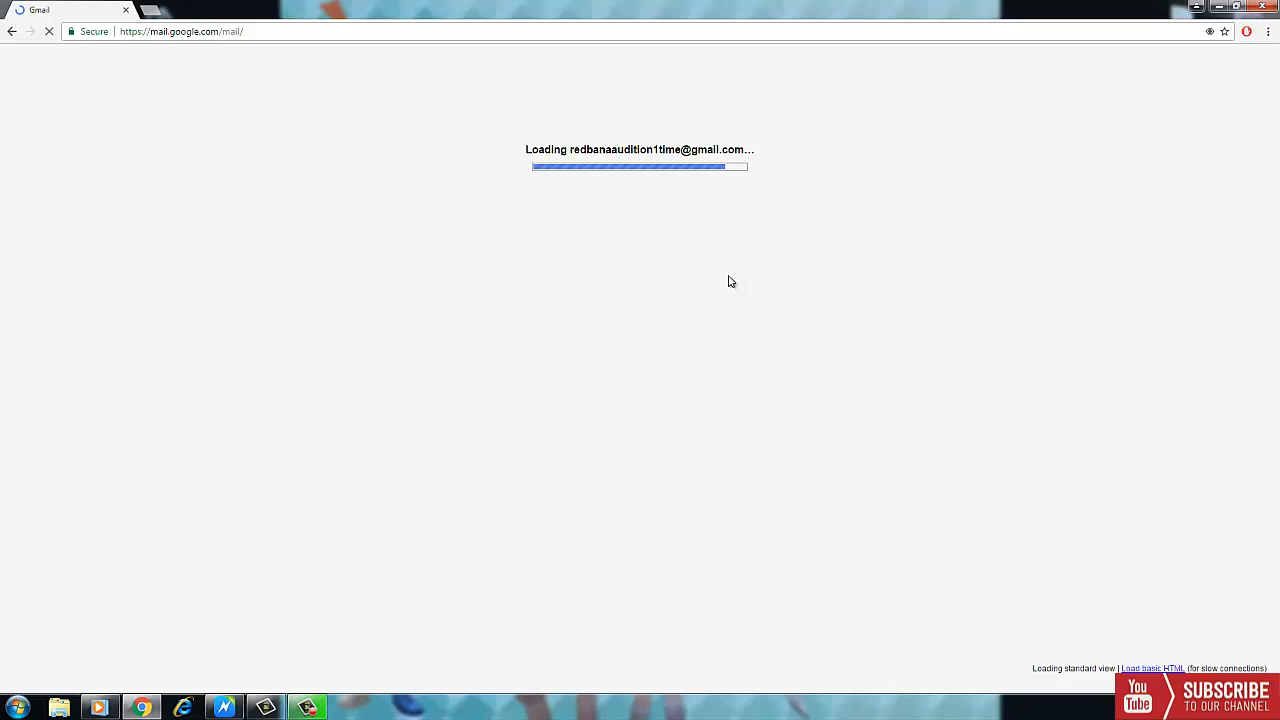 Gmail
Secure
https://mail.google.com/mail/
Loading redbanaaudition1time@gmail.com...
Loading standard view | Load basic HTML (for slow connections)
You
Tube
SUBSCRIBE
TO OUR CHANNEL